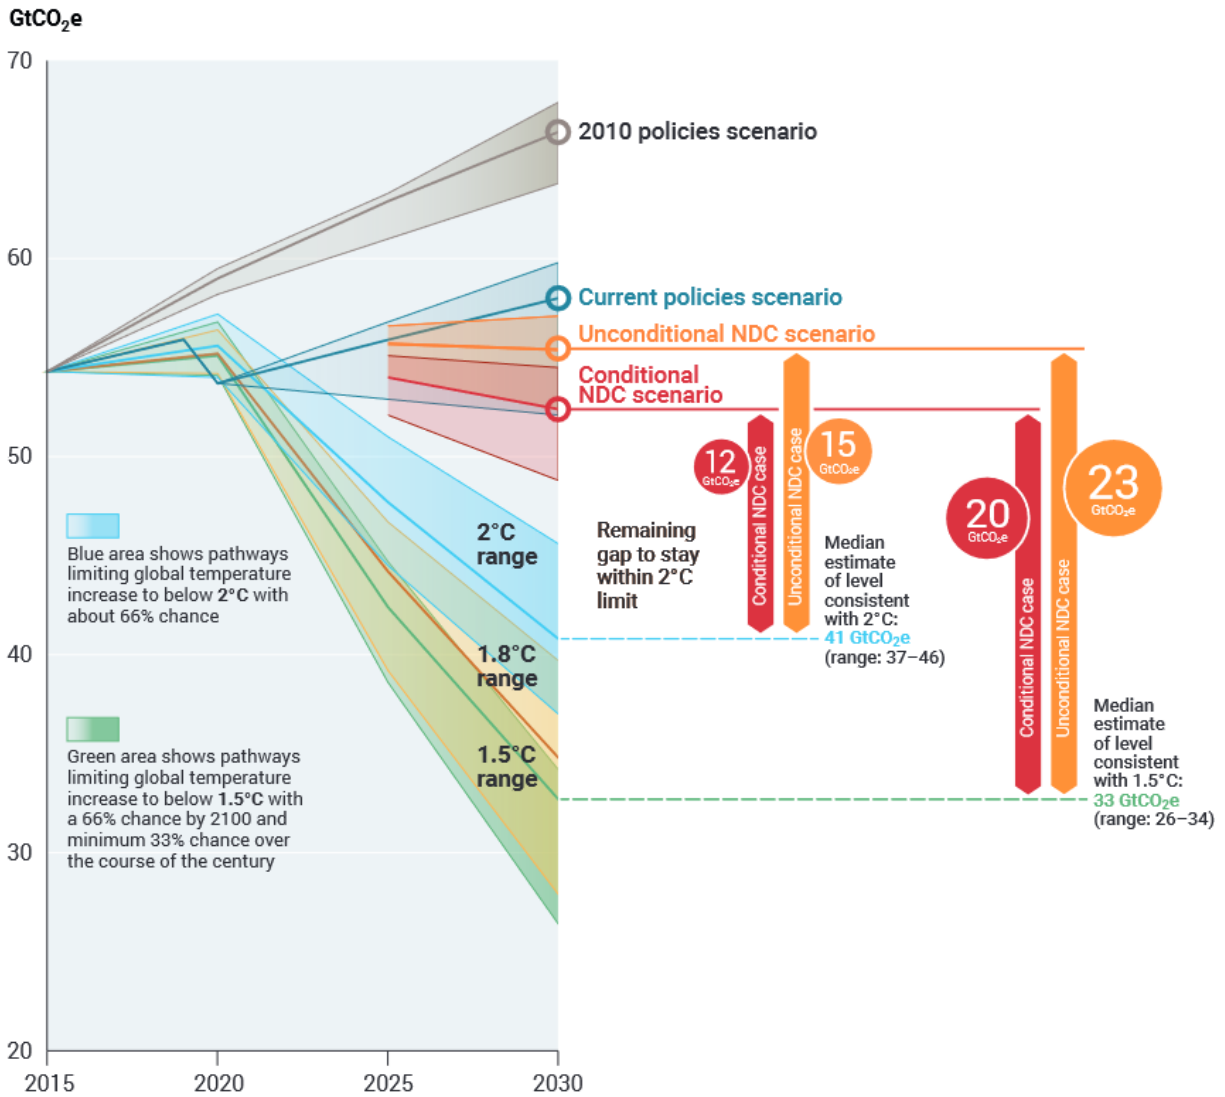 GtCO₂e
70
60
50
40
30
20
2015
2020
2025
2030
2010 policies scenario
Current policies scenario
Unconditional NDC scenario
Conditional
NDC scenario
2°C
range
1.8°C
range
1.5°C
range
Blue area shows pathways
limiting global temperature
increase to below 2°C with
about 66% chance
Green area shows pathways
limiting global temperature
increase to below 1.5°C with
a 66% chance by 2100 and
minimum 33% chance over
the course of the century
Remaining
gap to stay
within 2°C
limit
12
GtCO₂e
Conditional NDC case
Unconditional NDC case
15
GtCO₂e
Median
estimate
of level
consistent
with 2°C:
41 GtCO₂e
(range: 37–46)
20
GtCO₂e
Conditional NDC case
Unconditional NDC case
23
GtCO₂e
Median
estimate
of level
consistent
with 1.5°C:
33 GtCO₂e
(range: 26–34)